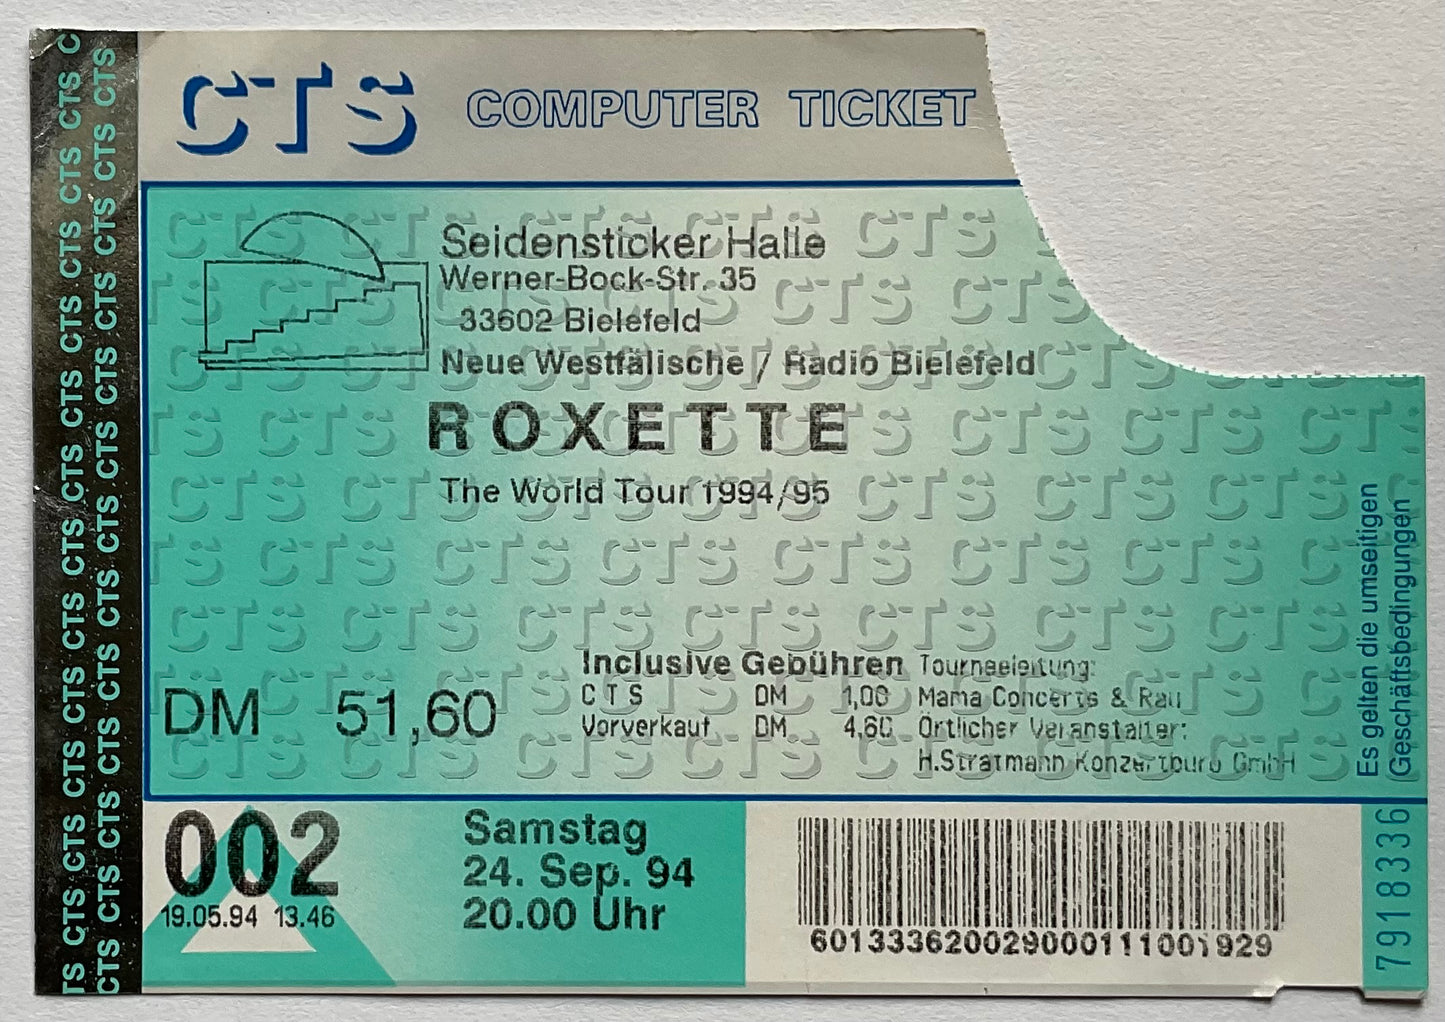 CTS COMPUTER TICKET
Seidensticker Halle
Werner-Bock-Str. 35
33602 Bielefeld
Neue Westfälische / Radio Bielefeld
ROXETTE
The World Tour 1994/95
Inclusive Gebühren
CTS DM 1,00
Vorverkauf DM 4,60
DM 51,60
Tourneeleitung:
Mama Concerts & Rau
Örtlicher Veranstalter:
H.Stratmann Konzertbüro GmbH
Es gelten die umseitigen
Geschäftsbedingungen
002
19.05.94 13.46
Samstag
24. Sep. 94
20.00 Uhr
601333620029000111001929
7918336